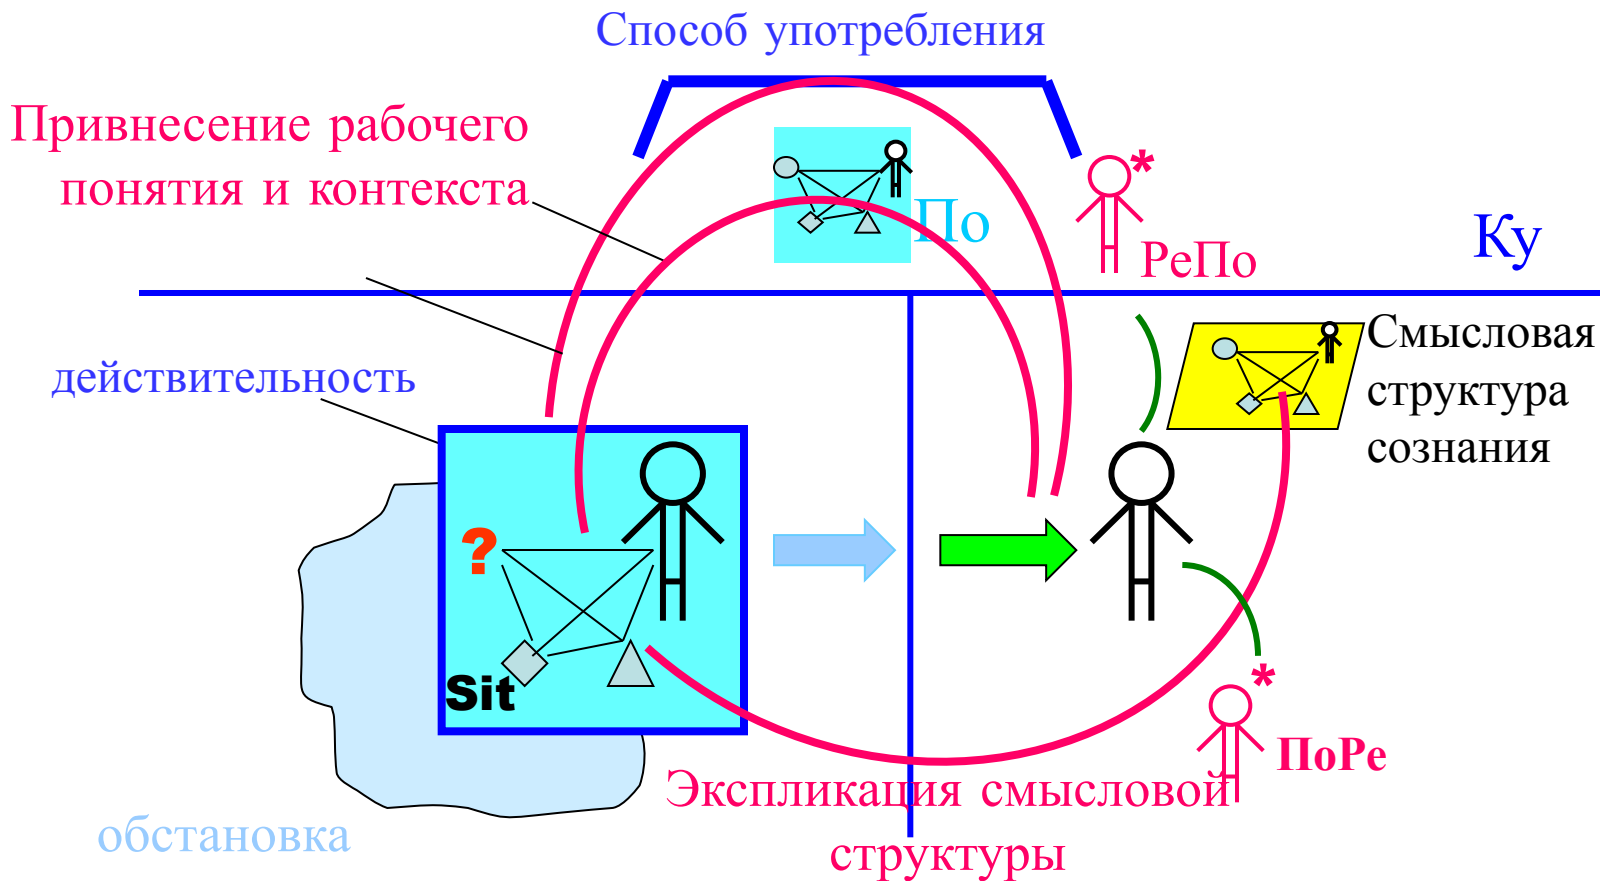 Способ употребления
Привнесение рабочего
понятия и контекста
*
По
РеПо
Ку
действительность
Смысловая
структура
сознания
?
Sit
*
ПоРе
Экспликация смысловой
структуры
обстановка